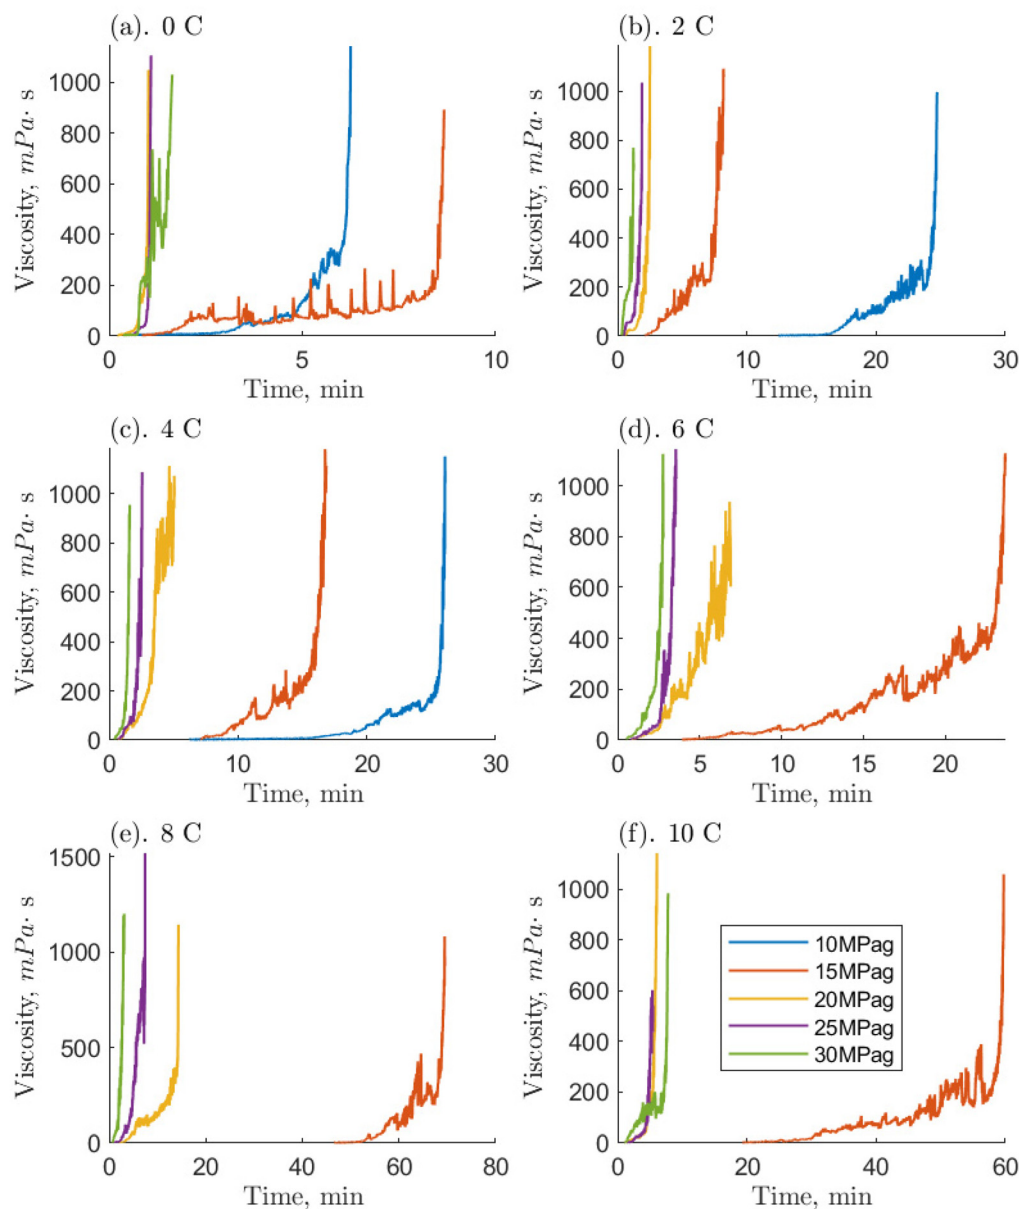 (a). 0 C
Viscosity, mPa· s
1000
800
600
400
200
0
0 5 10
Time, min
(b). 2 C
Viscosity, mPa· s
1000
800
600
400
200
0
0 10 20 30
Time, min
(c). 4 C
Viscosity, mPa· s
1000
800
600
400
200
0
0 10 20 30
Time, min
(d). 6 C
Viscosity, mPa· s
1000
800
600
400
200
0
0 5 10 15 20
Time, min
(e). 8 C
Viscosity, mPa· s
1500
1000
500
0
0 20 40 60 80
Time, min
(f). 10 C
Viscosity, mPa· s
1000
800
600
400
200
0
0 20 40 60
Time, min
10MPag
15MPag
20MPag
25MPag
30MPag